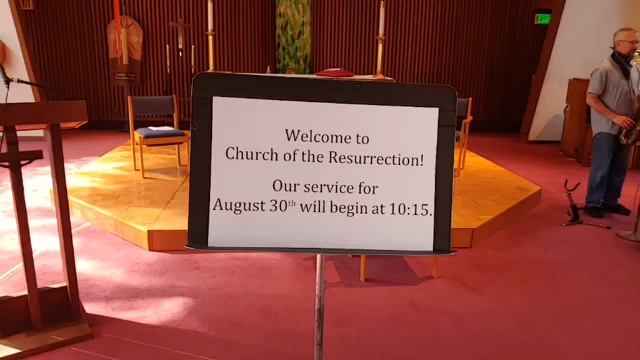 Welcome to
Church of the Resurrection!
Our service for
August 30th will begin at 10:15.